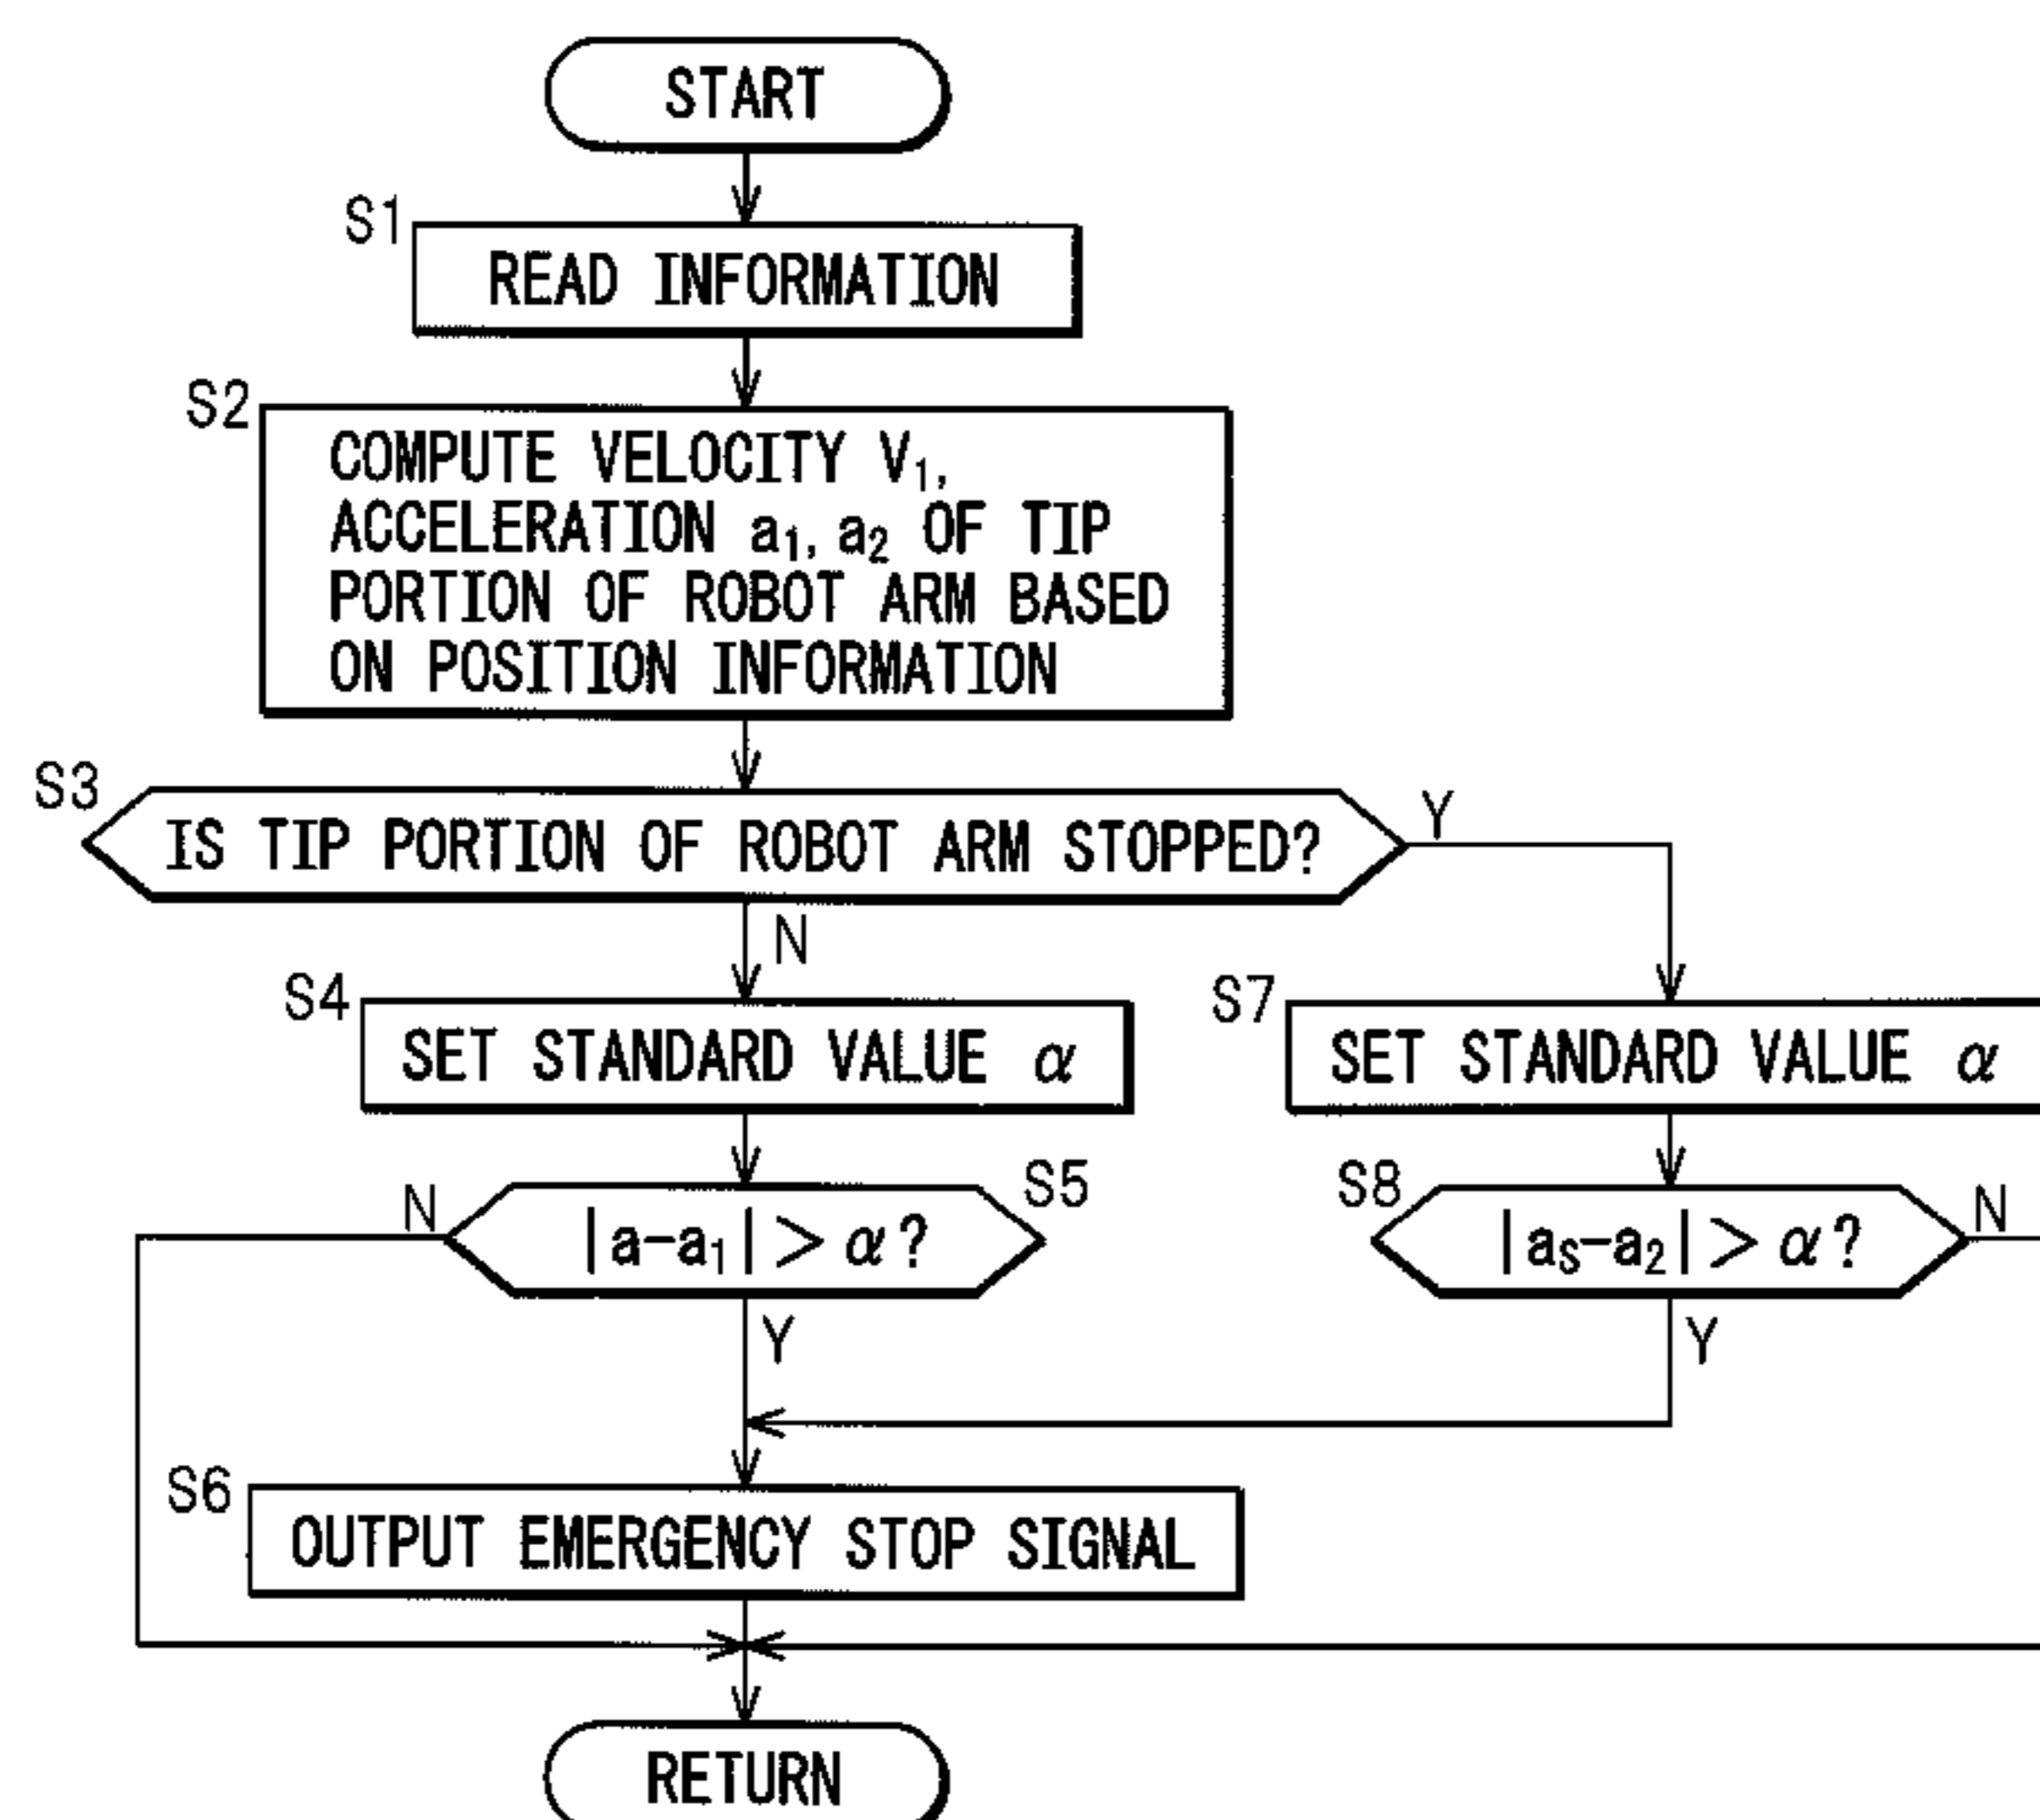 START
S1
READ INFORMATION
S2
COMPUTE VELOCITY V₁,
ACCELERATION a₁, a₂ OF TIP
PORTION OF ROBOT ARM BASED
ON POSITION INFORMATION
S3
IS TIP PORTION OF ROBOT ARM STOPPED?
Y
N
S4
SET STANDARD VALUE α
S7
SET STANDARD VALUE α
N
|a-a₁|> α?
S5
S8
|aₛ-a₂|> α?
N
Y
Y
S6
OUTPUT EMERGENCY STOP SIGNAL
RETURN